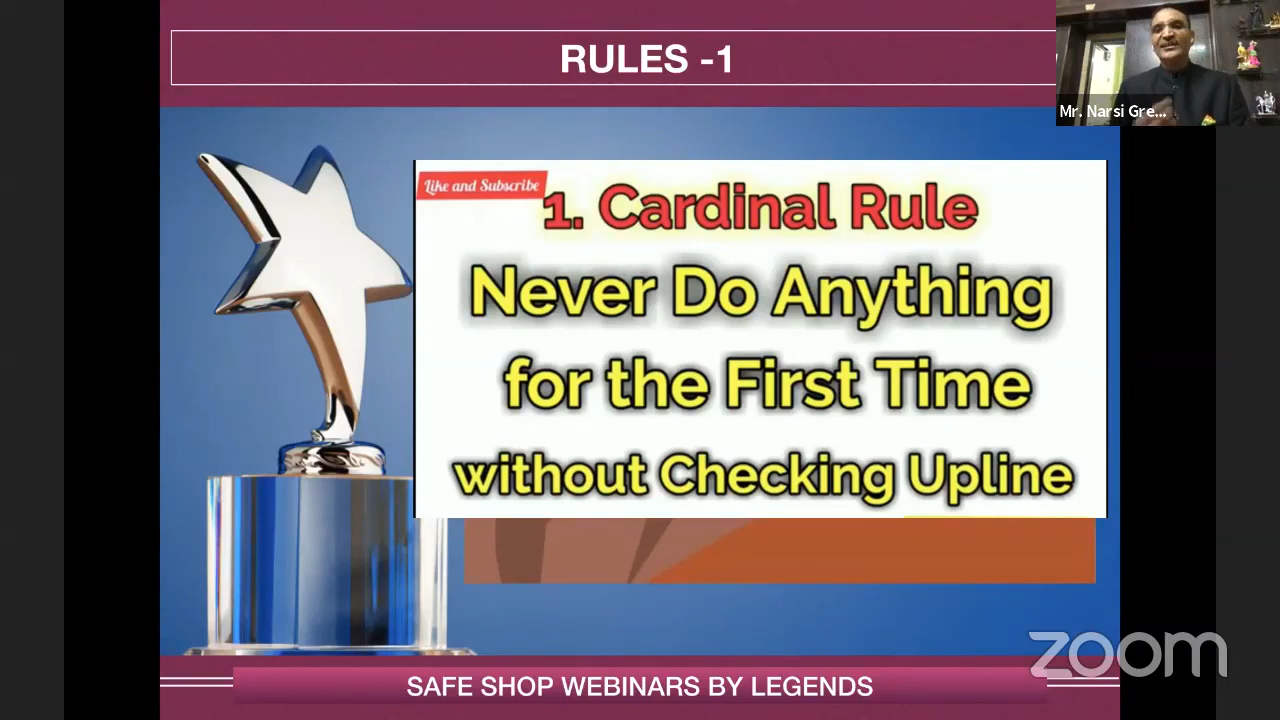 RULES -1
Mr. Narsi Gre...
Like and Subscribe
1. Cardinal Rule
Never Do Anything
for the First Time
without Checking Upline
zoom
SAFE SHOP WEBINARS BY LEGENDS